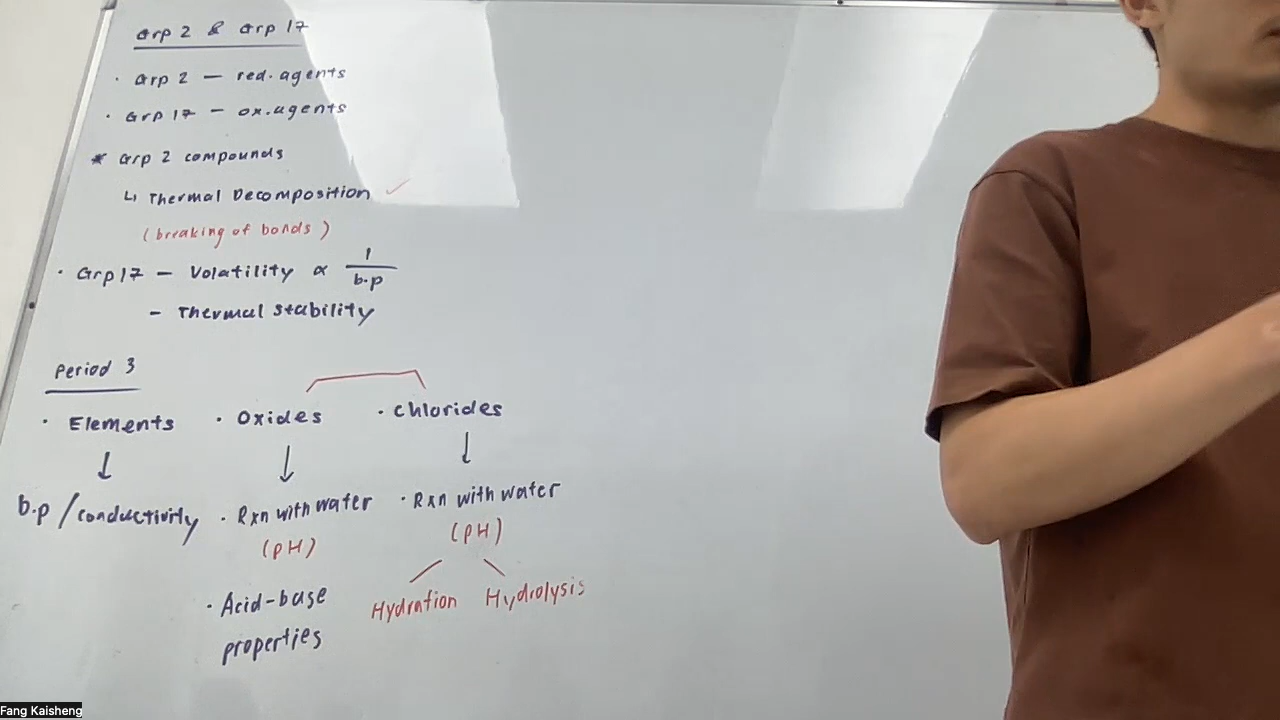 Grp 2 & Grp 17
· Grp 2 — red. agents
· Grp 17 — ox. agents
* Grp 2 compounds
↳ Thermal Decomposition ✓
(breaking of bonds)
· Grp 17 — Volatility ∝ 1/b.p
- Thermal stability
Period 3
· Elements · Oxides · Chlorides
↓ ↓ ↓
b.p / conductivity · Rxn with water · Rxn with water
(pH) (pH)
· Acid-base Hydration Hydrolysis
properties
Fang Kaisheng